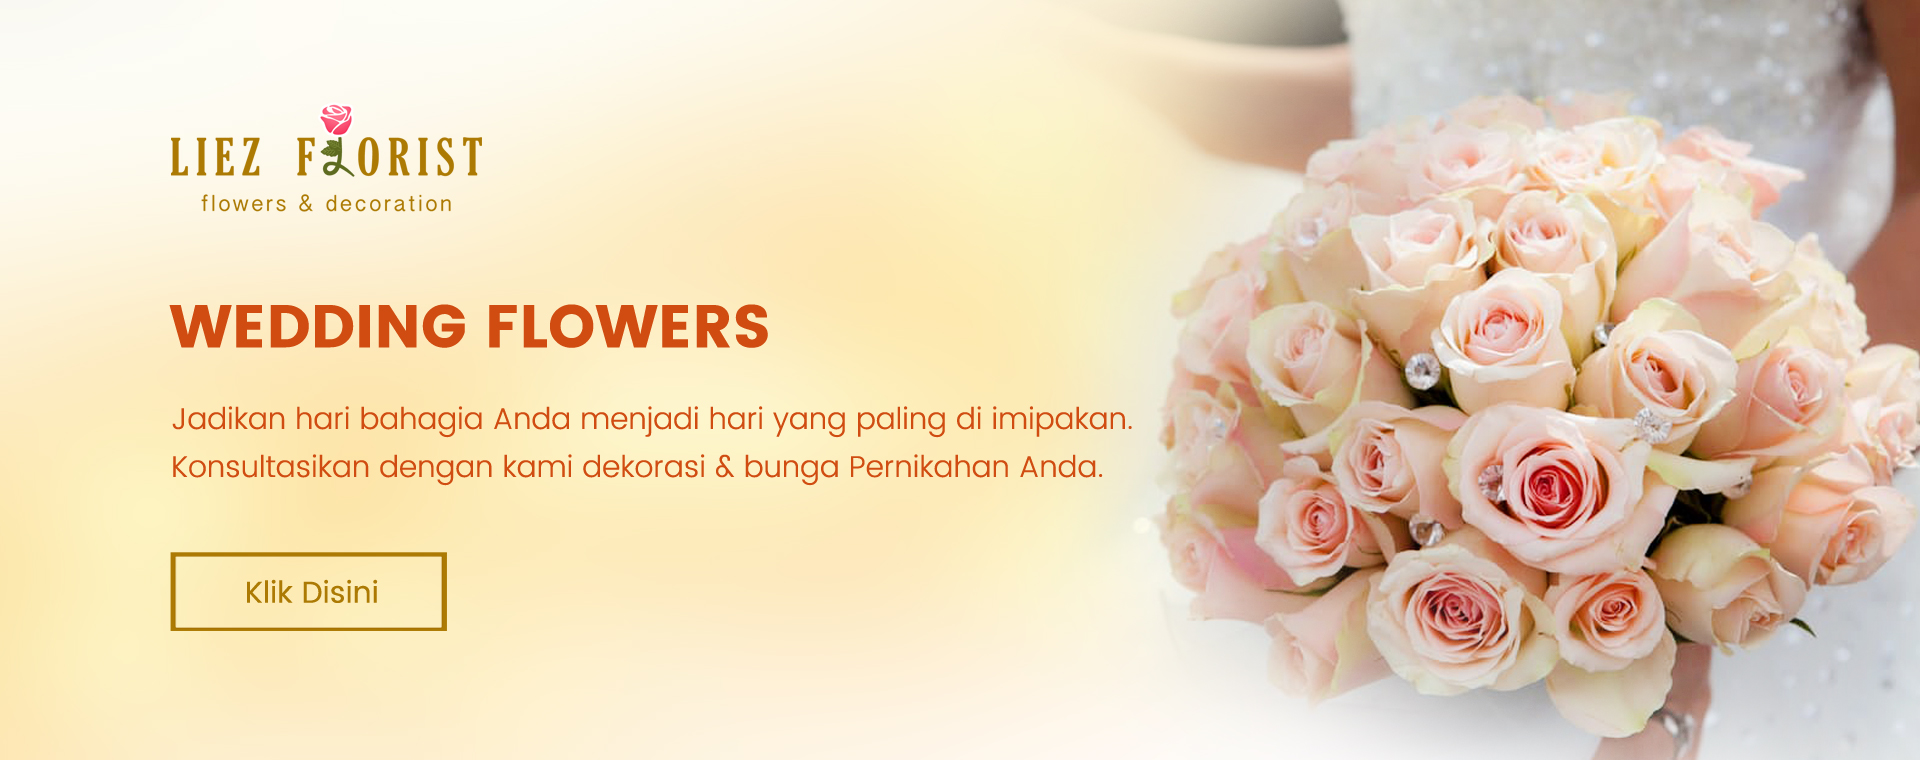 LIEZ FLORIST
flowers & decoration
WEDDING FLOWERS
Jadikan hari bahagia Anda menjadi hari yang paling di imipakan.
Konsultasikan dengan kami dekorasi & bunga Pernikahan Anda.
Klik Disini